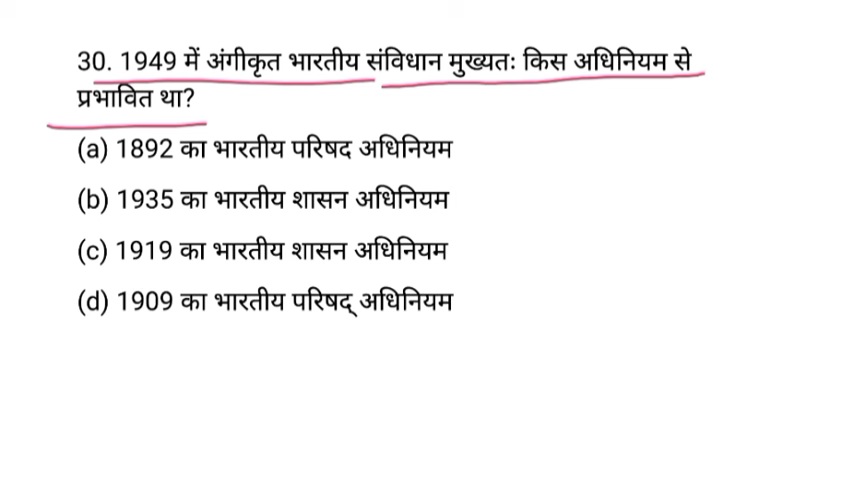 30. 1949 में अंगीकृत भारतीय संविधान मुख्यतः किस अधिनियम से
प्रभावित था?
(a) 1892 का भारतीय परिषद अधिनियम
(b) 1935 का भारतीय शासन अधिनियम
(c) 1919 का भारतीय शासन अधिनियम
(d) 1909 का भारतीय परिषद् अधिनियम